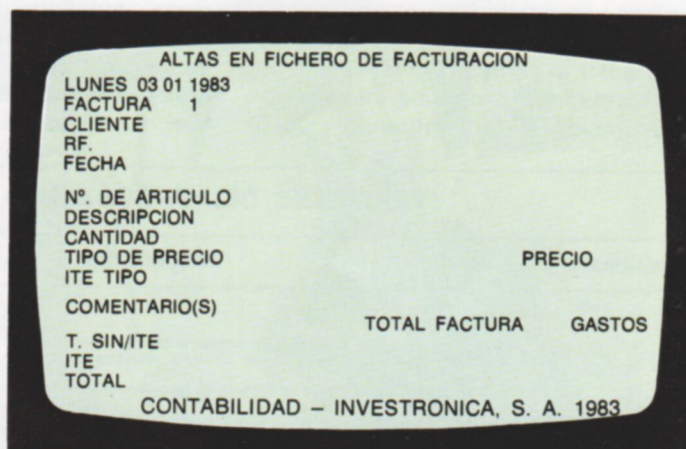 ALTAS EN FICHERO DE FACTURACION
LUNES 03 01 1983
FACTURA 1
CLIENTE
RF.
FECHA
Nº. DE ARTICULO
DESCRIPCION
CANTIDAD
TIPO DE PRECIO PRECIO
ITE TIPO
COMENTARIO(S)
TOTAL FACTURA GASTOS
T. SIN/ITE
ITE
TOTAL
CONTABILIDAD – INVESTRONICA, S. A. 1983